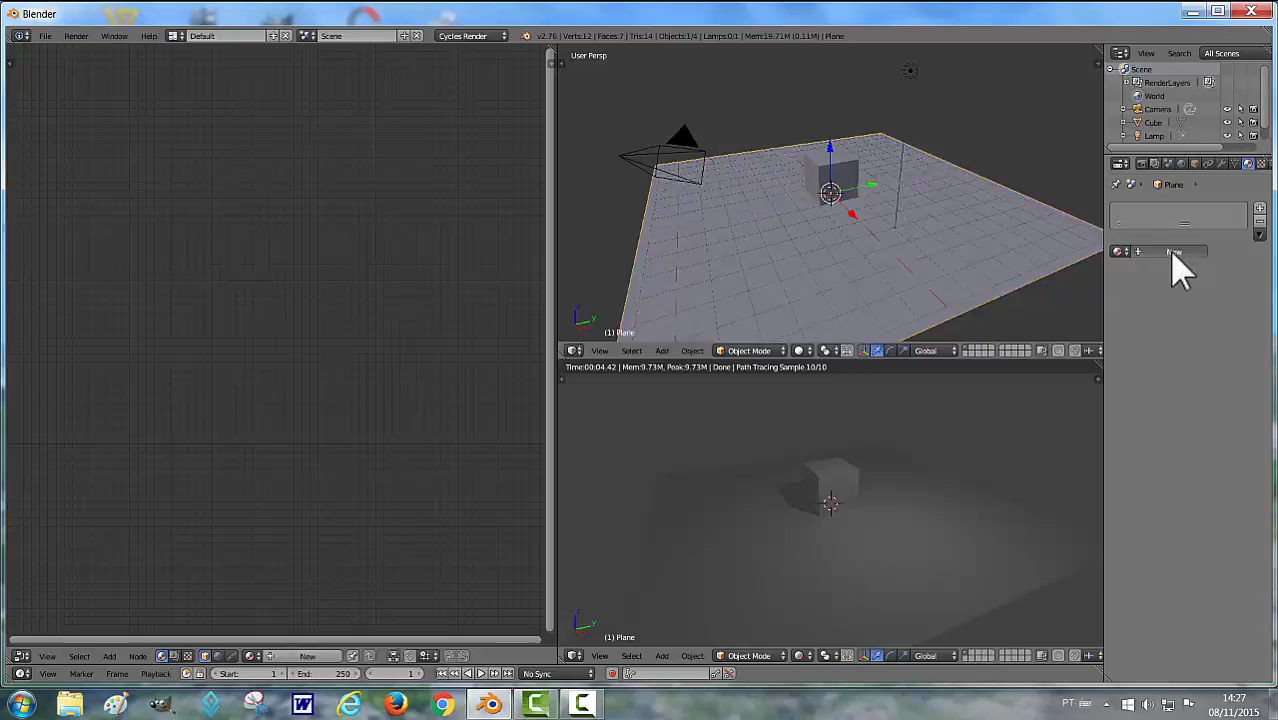 Blender
File Render Window Help Default Scene Cycles Render v2.76 | Verts:12 | Faces:7 | Tris:14 | Objects:1/4 | Lamps:0/1 | Mem:19.71M (0.11M) | Plane
User Persp
(1) Plane
View Select Add Object Object Mode Global
Time:00:04.42 | Mem:9.73M, Peak:9.73M | Done | Path Tracing Sample 10/10
(1) Plane
View Select Add Object Object Mode Global
View Search All Scenes
Scene
RenderLayers
World
Camera
Cube
Lamp
Plane
New
View Select Add Node New
View Marker Frame Playback Start: 1 End: 250 1 No Sync
PT 14:27
08/11/2015